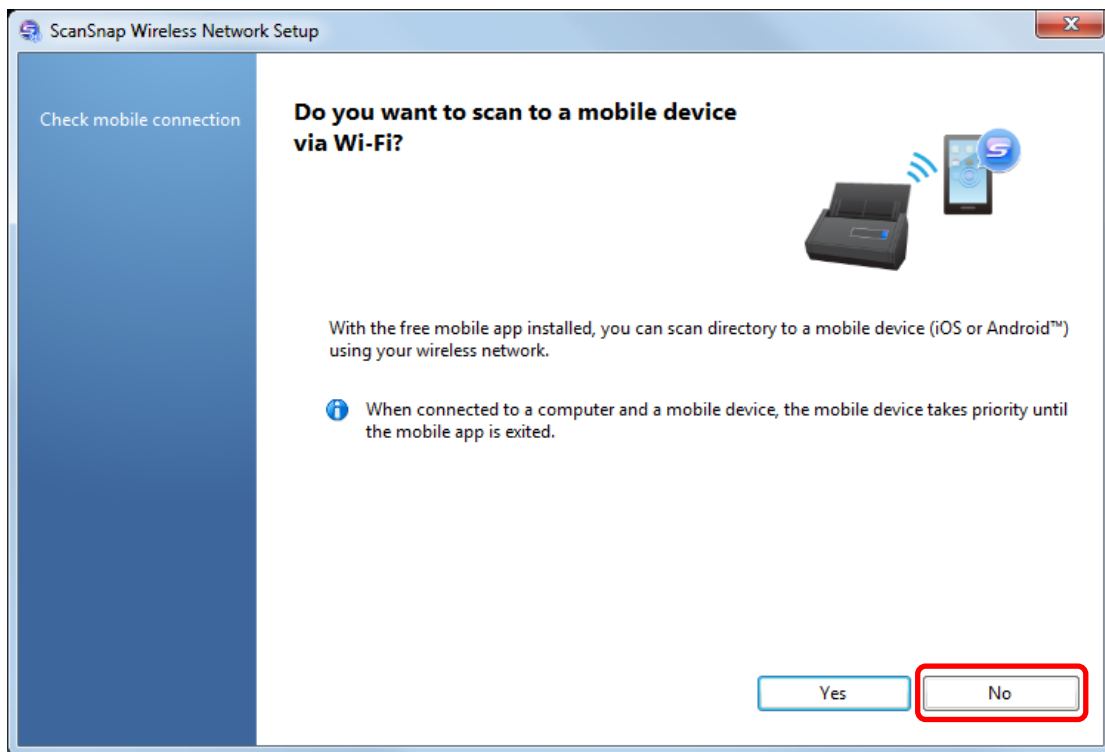 ScanSnap Wireless Network Setup
Check mobile connection
Do you want to scan to a mobile device
via Wi-Fi?
With the free mobile app installed, you can scan directory to a mobile device (iOS or Android™)
using your wireless network.
When connected to a computer and a mobile device, the mobile device takes priority until
the mobile app is exited.
Yes
No